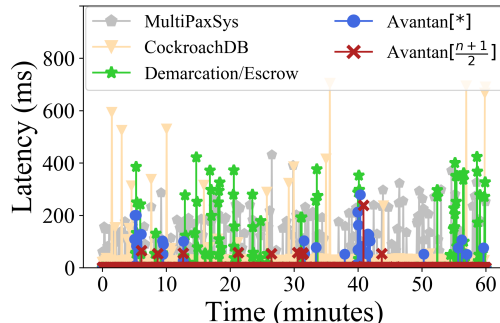 MultiPaxSys
CockroachDB
Demarcation/Escrow
Avantan[*]
Avantan[$\frac{n+1}{2}$]
Latency (ms)
800
600
400
200
0
0 10 20 30 40 50 60
Time (minutes)